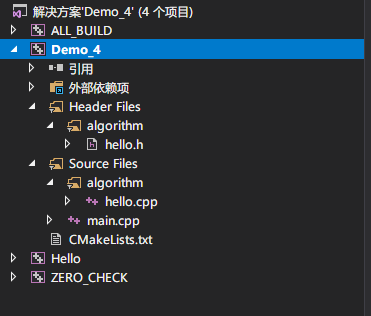 解决方案'Demo_4' (4 个项目)
ALL_BUILD
Demo_4
引用
外部依赖项
Header Files
algorithm
hello.h
Source Files
algorithm
hello.cpp
main.cpp
CMakeLists.txt
Hello
ZERO_CHECK